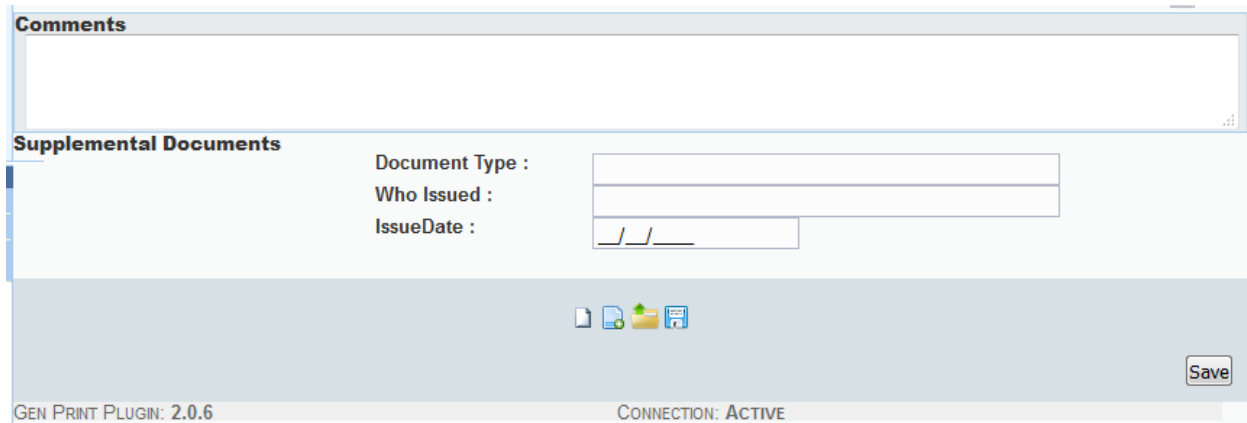 Comments
Supplemental Documents
Document Type :
Who Issued :
IssueDate :
__/__/____
Save
GEN PRINT PLUGIN: 2.0.6 CONNECTION: ACTIVE